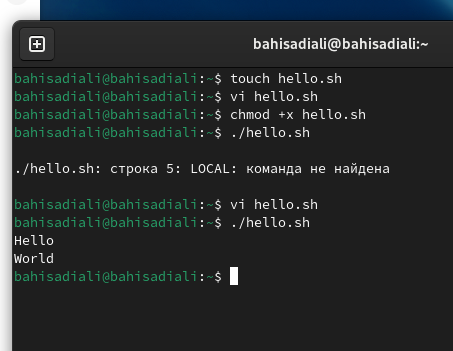 bahisadiali@bahisadiali:~
bahisadiali@bahisadiali:~$ touch hello.sh
bahisadiali@bahisadiali:~$ vi hello.sh
bahisadiali@bahisadiali:~$ chmod +x hello.sh
bahisadiali@bahisadiali:~$ ./hello.sh
./hello.sh: строка 5: LOCAL: команда не найдена
bahisadiali@bahisadiali:~$ vi hello.sh
bahisadiali@bahisadiali:~$ ./hello.sh
Hello
World
bahisadiali@bahisadiali:~$